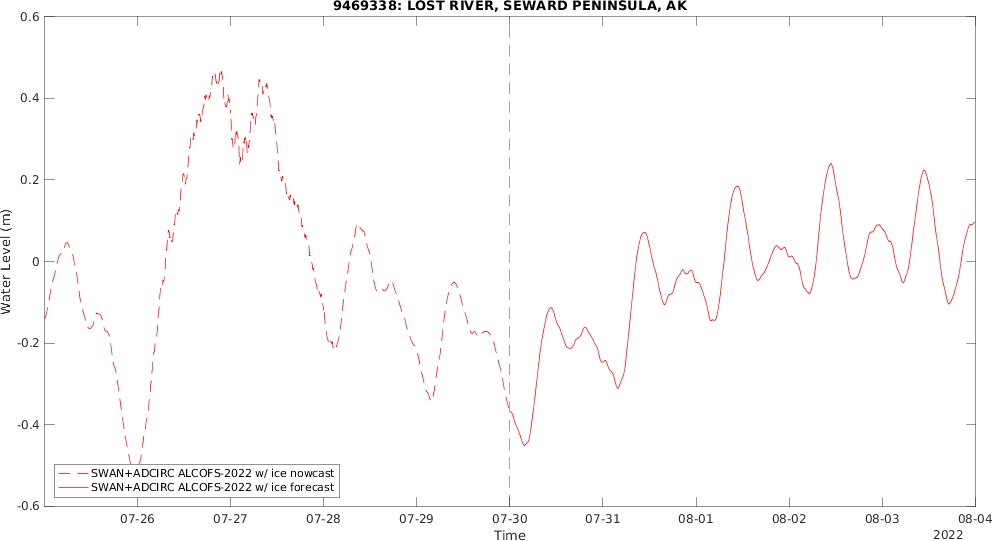 9469338: LOST RIVER, SEWARD PENINSULA, AK
0.6
0.4
0.2
0
-0.2
-0.4
-0.6
Water Level (m)
SWAN+ADCIRC ALCOFS-2022 w/ ice nowcast
SWAN+ADCIRC ALCOFS-2022 w/ ice forecast
07-26 07-27 07-28 07-29 07-30 07-31 08-01 08-02 08-03 08-04
Time
2022